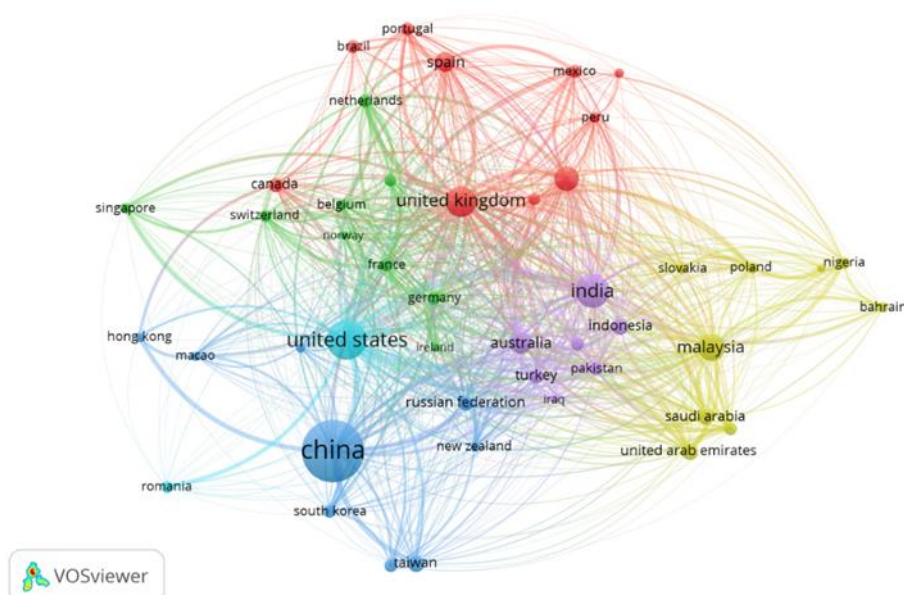 portugal
brazil
spain
mexico
netherlands
peru
canada
united kingdom
singapore
switzerland
belgium
norway
france
slovakia
poland
nigeria
germany
india
bahrain
indonesia
hong kong
united states
ireland
australia
malaysia
macao
turkey
pakistan
iraq
russian federation
saudi arabia
new zealand
china
united arab emirates
romania
south korea
taiwan
VOSviewer